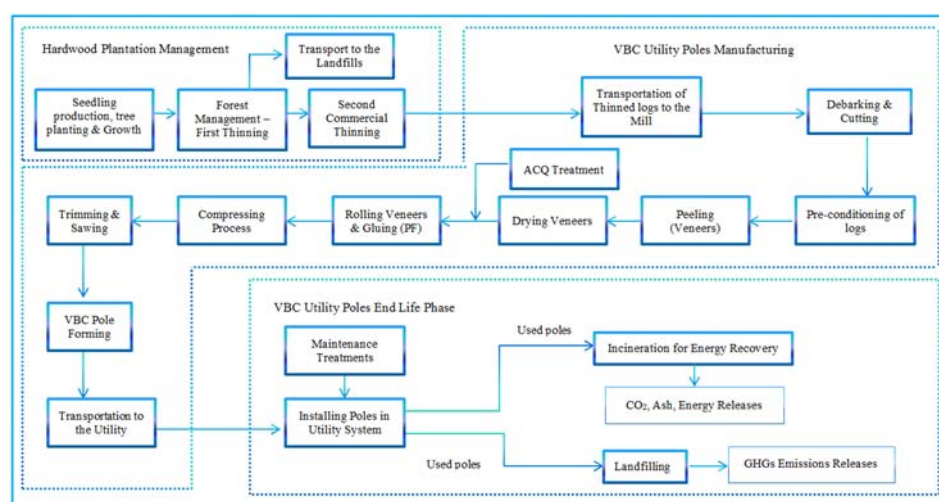 Hardwood Plantation Management
Transport to the
Landfills
Seedling
production, tree
planting & Growth
Forest
Management –
First Thinning
Second
Commercial
Thinning
VBC Utility Poles Manufacturing
Transportation of
Thinned logs to the
Mill
Debarking &
Cutting
ACQ Treatment
Trimming &
Sawing
Compressing
Process
Rolling Veneers
& Gluing (PF)
Drying Veneers
Peeling
(Veneers)
Pre-conditioning of
logs
VBC Pole
Forming
Transportation to
the Utility
VBC Utility Poles End Life Phase
Maintenance
Treatments
Installing Poles in
Utility System
Used poles
Incineration for Energy Recovery
CO₂, Ash, Energy Releases
Used poles
Landfilling
GHGs Emissions Releases